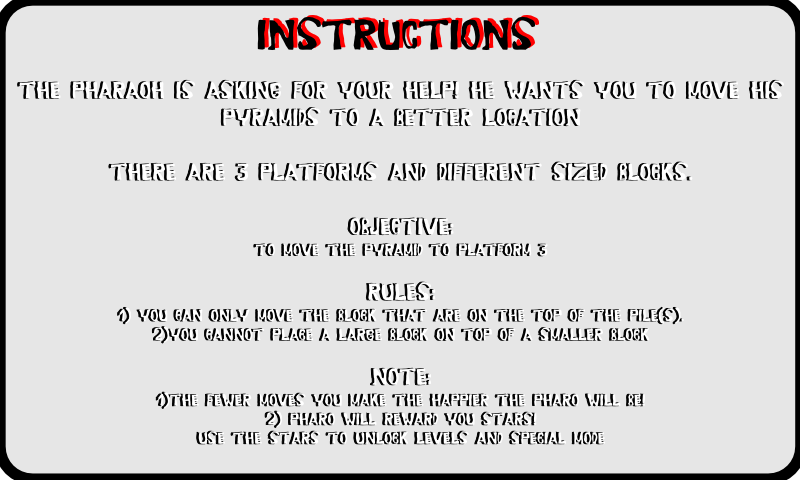 INSTRUCTIONS
THE PHARAOH IS ASKING FOR YOUR HELP! HE WANTS YOU TO MOVE HIS
PYRAMIDS TO A BETTER LOCATION
THERE ARE 3 PLATFORMS AND DIFFERENT SIZED BLOCKS.
OBJECTIVE:
TO MOVE THE PYRAMID TO PLATFORM 3
RULES:
1) YOU CAN ONLY MOVE THE BLOCK THAT ARE ON THE TOP OF THE PILE(S).
2)YOU CANNOT PLACE A LARGE BLOCK ON TOP OF A SMALLER BLOCK
NOTE:
1)THE FEWER MOVES YOU MAKE THE HAPPIER THE PHARO WILL BE!
2) PHARO WILL REWARD YOU STARS!
USE THE STARS TO UNLOCK LEVELS AND SPECIAL MODE